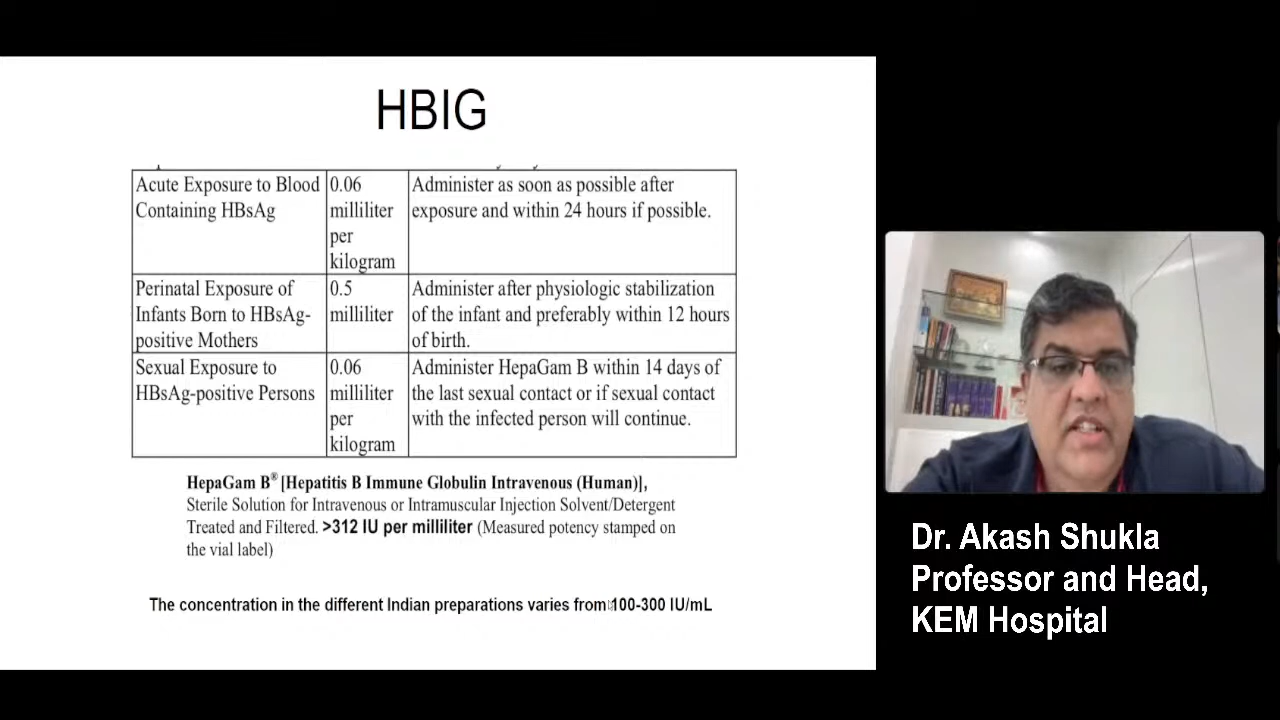 HBIG
Acute Exposure to Blood
Containing HBsAg
0.06
milliliter
per
kilogram
Administer as soon as possible after
exposure and within 24 hours if possible.
Perinatal Exposure of
Infants Born to HBsAg-
positive Mothers
0.5
milliliter
Administer after physiologic stabilization
of the infant and preferably within 12 hours
of birth.
Sexual Exposure to
HBsAg-positive Persons
0.06
milliliter
per
kilogram
Administer HepaGam B within 14 days of
the last sexual contact or if sexual contact
with the infected person will continue.
HepaGam B® [Hepatitis B Immune Globulin Intravenous (Human)],
Sterile Solution for Intravenous or Intramuscular Injection Solvent/Detergent
Treated and Filtered. >312 IU per milliliter (Measured potency stamped on
the vial label)
The concentration in the different Indian preparations varies from 100-300 IU/mL
Dr. Akash Shukla
Professor and Head,
KEM Hospital